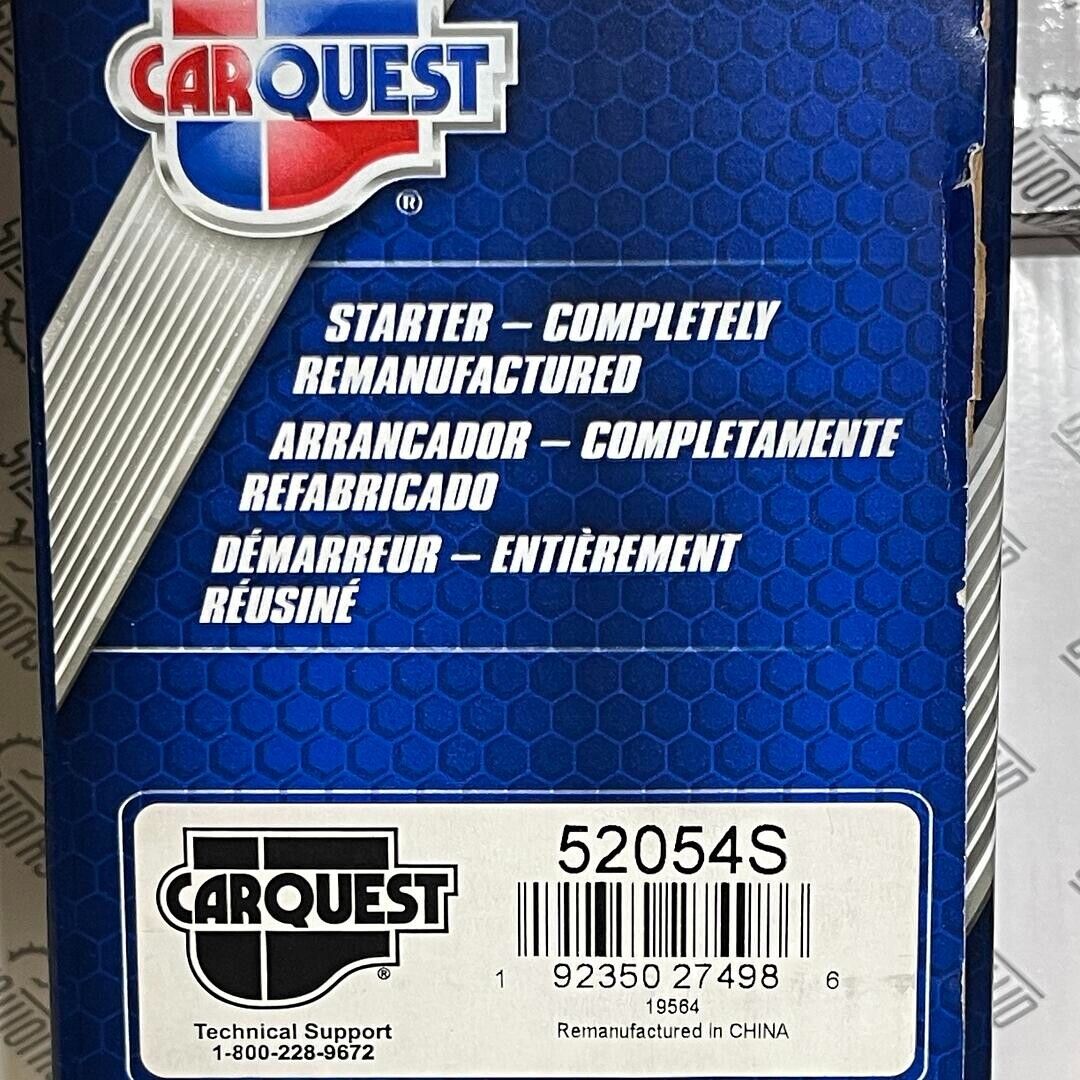 CARQUEST
®
STARTER – COMPLETELY
REMANUFACTURED
ARRANCADOR – COMPLETAMENTE
REFABRICADO
DÉMARREUR – ENTIÈREMENT
RÉUSINÉ
CARQUEST
®
Technical Support
1-800-228-9672
52054S
1 92350 27498 6
19564
Remanufactured in CHINA